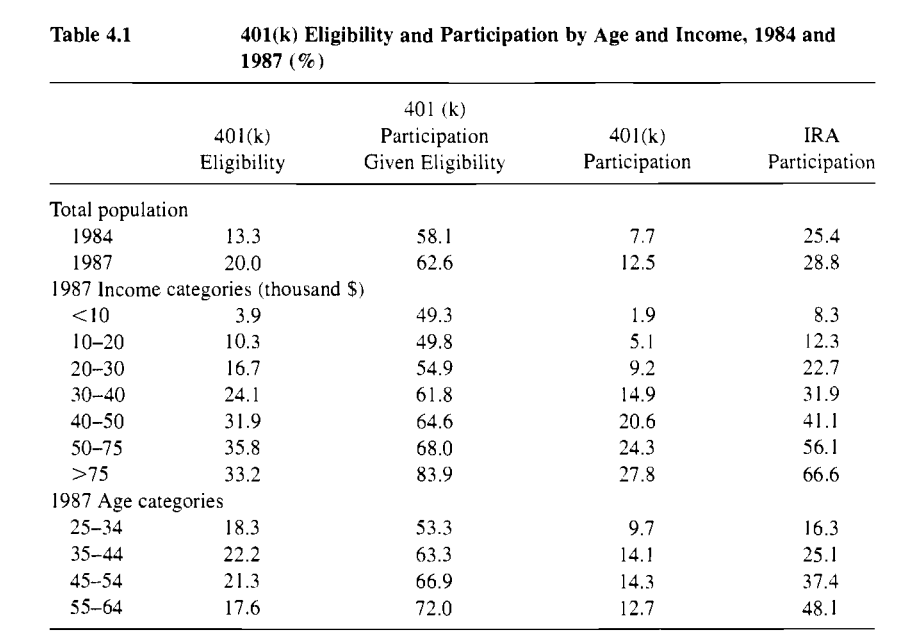 Table 4.1 401(k) Eligibility and Participation by Age and Income, 1984 and
1987 (%)
401 (k)
401(k) Participation 401(k) IRA
Eligibility Given Eligibility Participation Participation
Total population
1984 13.3 58.1 7.7 25.4
1987 20.0 62.6 12.5 28.8
1987 Income categories (thousand $)
<10 3.9 49.3 1.9 8.3
10–20 10.3 49.8 5.1 12.3
20–30 16.7 54.9 9.2 22.7
30–40 24.1 61.8 14.9 31.9
40–50 31.9 64.6 20.6 41.1
50–75 35.8 68.0 24.3 56.1
>75 33.2 83.9 27.8 66.6
1987 Age categories
25–34 18.3 53.3 9.7 16.3
35–44 22.2 63.3 14.1 25.1
45–54 21.3 66.9 14.3 37.4
55–64 17.6 72.0 12.7 48.1